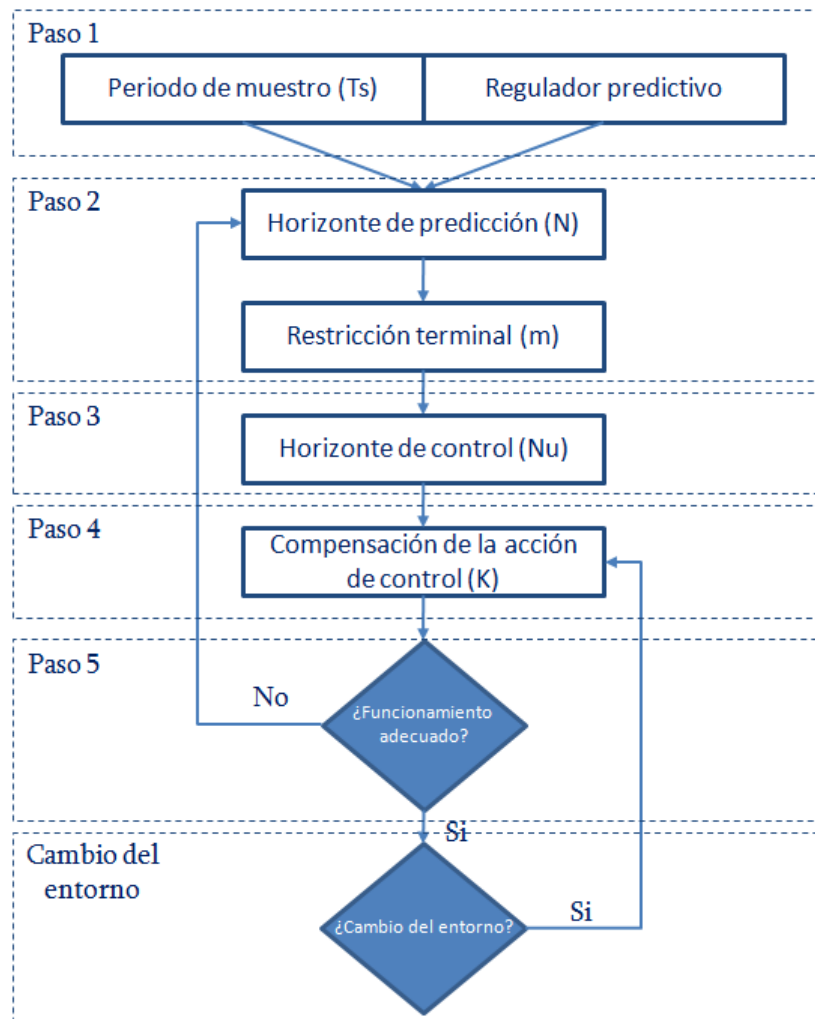 Paso 1
Periodo de muestro (Ts)
Regulador predictivo
Paso 2
Horizonte de predicción (N)
Restricción terminal (m)
Paso 3
Horizonte de control (Nu)
Paso 4
Compensación de la acción
de control (K)
Paso 5
No
¿Funcionamiento
adecuado?
Si
Cambio del
entorno
¿Cambio del entorno?
Si